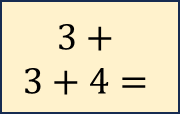 3 +
3 + 4 =